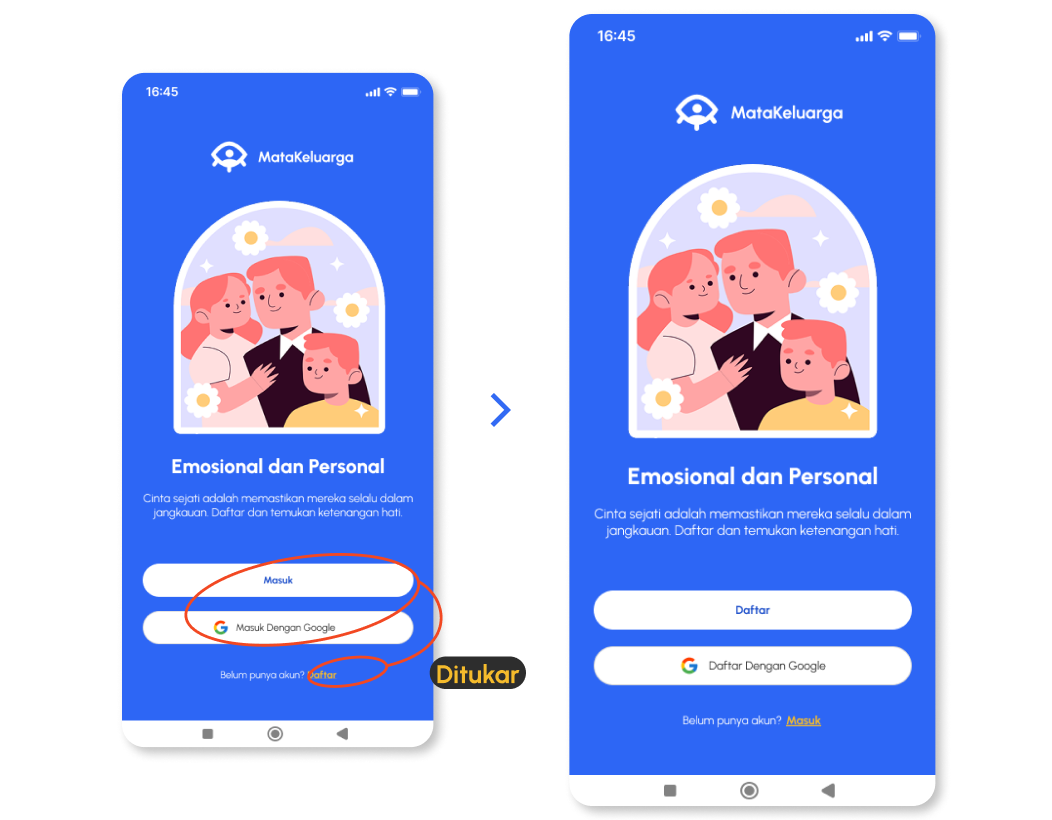 16:45
MataKeluarga
Emosional dan Personal
Cinta sejati adalah memastikan mereka selalu dalam
jangkauan. Daftar dan temukan ketenangan hati.
Masuk
Masuk Dengan Google
Belum punya akun? Daftar
Ditukar
16:45
MataKeluarga
Emosional dan Personal
Cinta sejati adalah memastikan mereka selalu dalam
jangkauan. Daftar dan temukan ketenangan hati.
Daftar
Daftar Dengan Google
Belum punya akun? Masuk